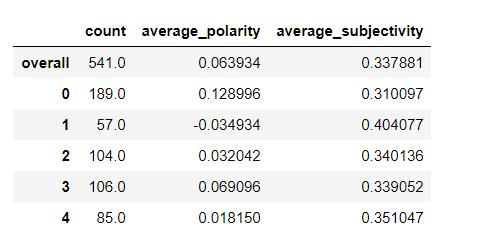 count average_polarity average_subjectivity
overall 541.0 0.063934 0.337881
0 189.0 0.128996 0.310097
1 57.0 -0.034934 0.404077
2 104.0 0.032042 0.340136
3 106.0 0.069096 0.339052
4 85.0 0.018150 0.351047